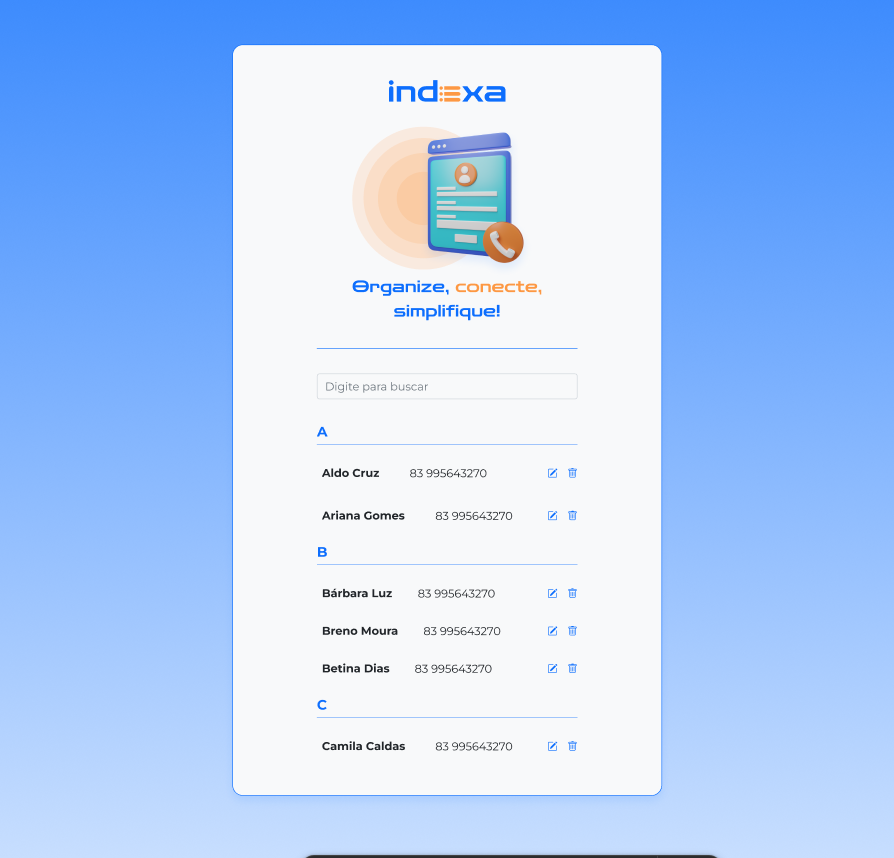 indexa
Organize, conecte,
simplifique!
Digite para buscar
A
Aldo Cruz 83 995643270
Ariana Gomes 83 995643270
B
Bárbara Luz 83 995643270
Breno Moura 83 995643270
Betina Dias 83 995643270
C
Camila Caldas 83 995643270